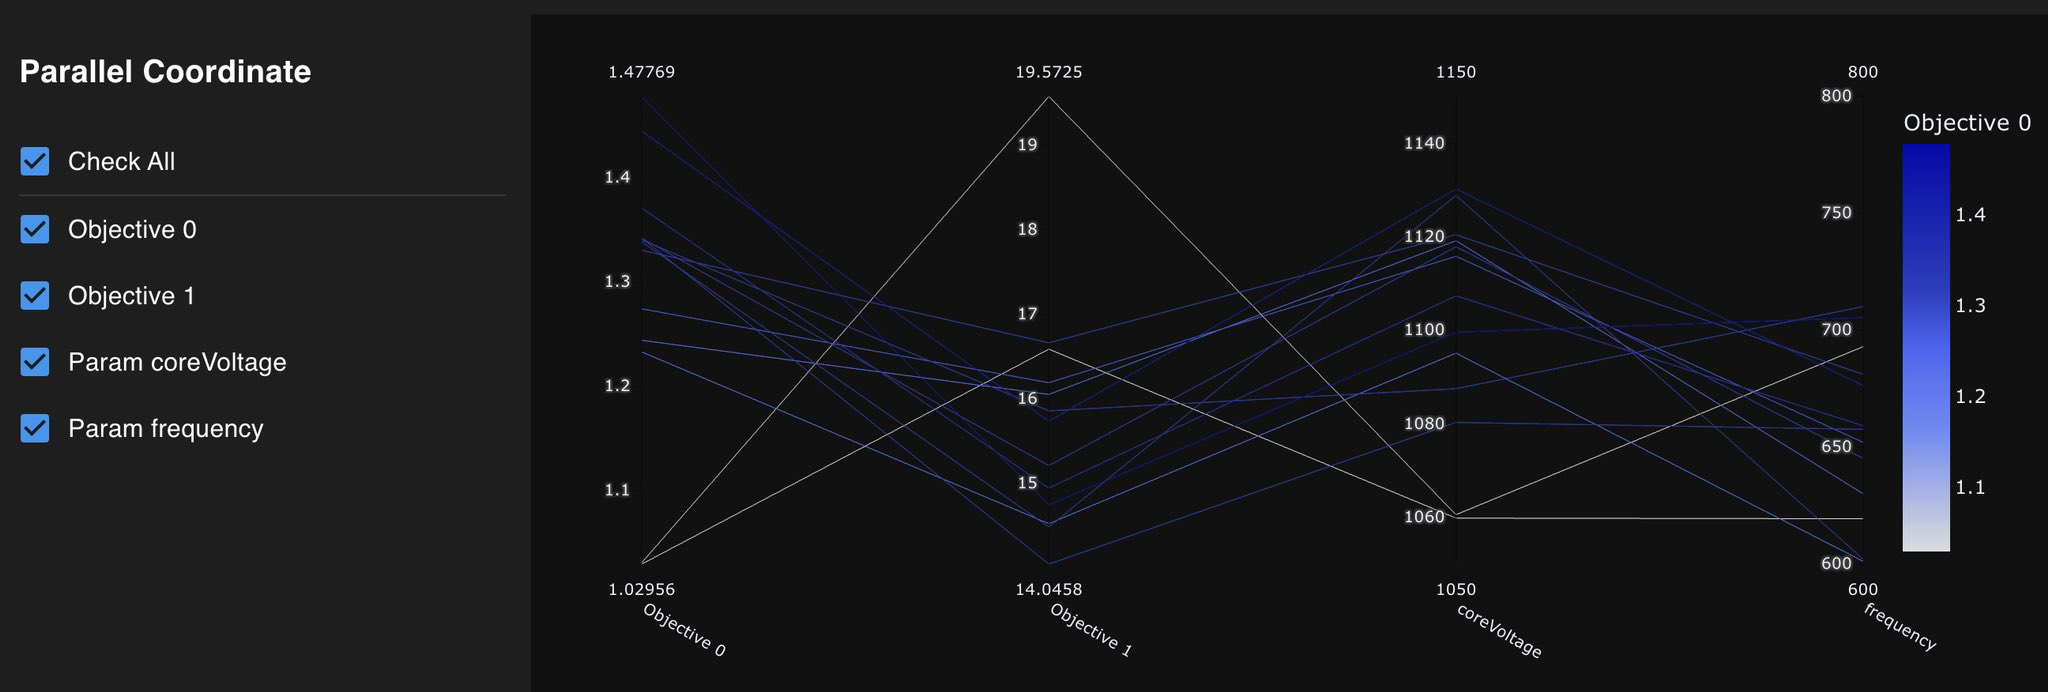 Parallel Coordinate
Check All
Objective 0
Objective 1
Param coreVoltage
Param frequency
1.47769
19.5725
1150
800
1.4
1.3
1.2
1.1
1.02956
Objective 0
19
18
17
16
15
14.0458
Objective 1
1140
1120
1100
1080
1060
1050
coreVoltage
800
750
700
650
600
600
frequency
Objective 0
1.4
1.3
1.2
1.1